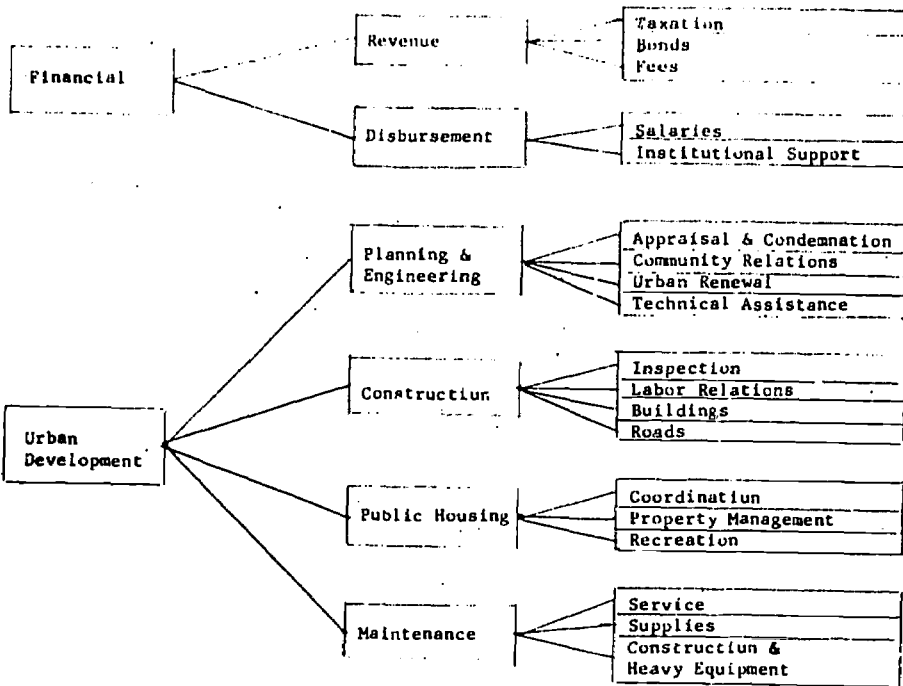 Financial
Revenue
Taxation
Bonds
Fees
Disbursement
Salaries
Institutional Support
Urban
Development
Planning &
Engineering
Appraisal & Condemnation
Community Relations
Urban Renewal
Technical Assistance
Construction
Inspection
Labor Relations
Buildings
Roads
Public Housing
Coordination
Property Management
Recreation
Maintenance
Service
Supplies
Construction &
Heavy Equipment